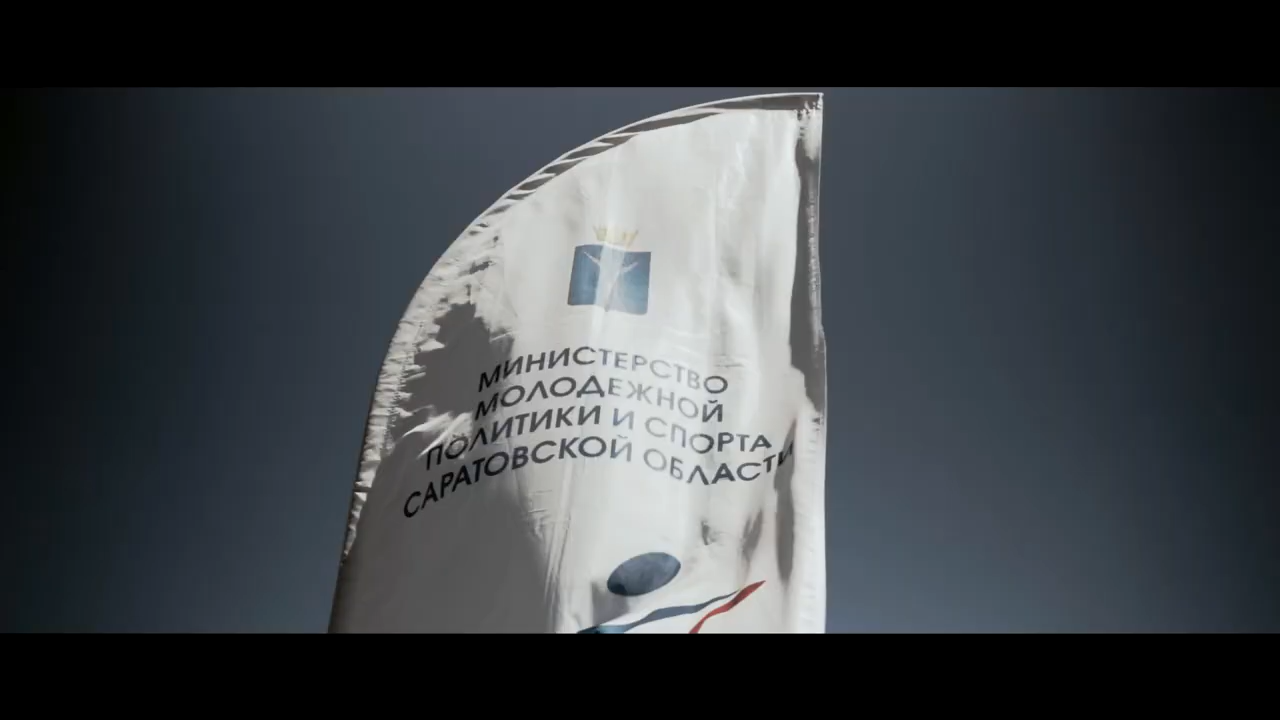 МИНИСТЕРСТВО
МОЛОДЕЖНОЙ
ПОЛИТИКИ И СПОРТА
САРАТОВСКОЙ ОБЛАСТИ